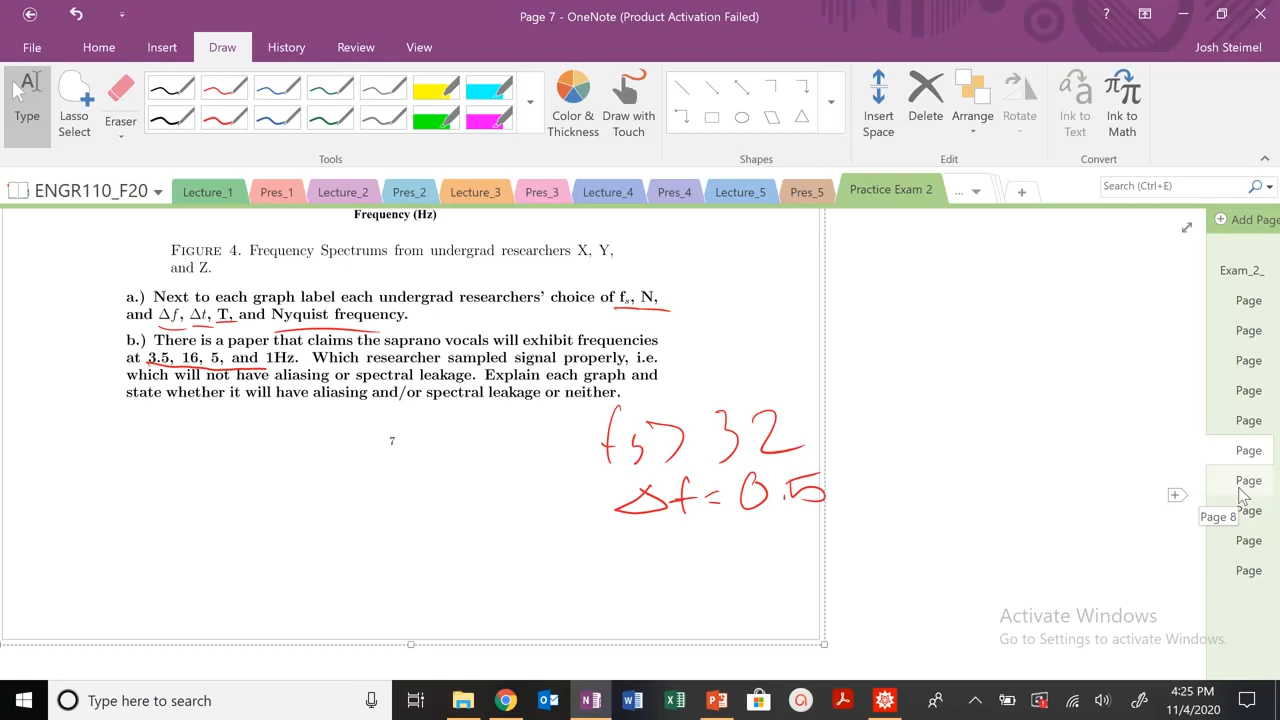 Page 7 - OneNote (Product Activation Failed)
File Home Insert Draw History Review View
Josh Steimel
Type
Lasso Select
Eraser
Color & Thickness
Draw with Touch
Insert Space
Delete
Arrange
Rotate
Ink to Text
Ink to Math
Tools
Shapes
Edit
Convert
ENGR110_F20
Lecture_1 Pres_1 Lecture_2 Pres_2 Lecture_3 Pres_3 Lecture_4 Pres_4 Lecture_5 Pres_5 Practice Exam 2 ...
Search (Ctrl+E)
Add Page
Exam_2_
Page
Page
Page
Page
Page
Page
Page
Page
Page 8
Page
Page
Frequency (Hz)
FIGURE 4. Frequency Spectrums from undergrad researchers X, Y,
and Z.
a.) Next to each graph label each undergrad researchers' choice of fs, N,
and Δf, Δt, T, and Nyquist frequency.
b.) There is a paper that claims the saprano vocals will exhibit frequencies
at 3.5, 16, 5, and 1Hz. Which researcher sampled signal properly, i.e.
which will not have aliasing or spectral leakage. Explain each graph and
state whether it will have aliasing and/or spectral leakage or neither.
fs > 32
Δf = 0.5
7
Activate Windows
Go to Settings to activate Windows.
Type here to search
4:25 PM
11/4/2020